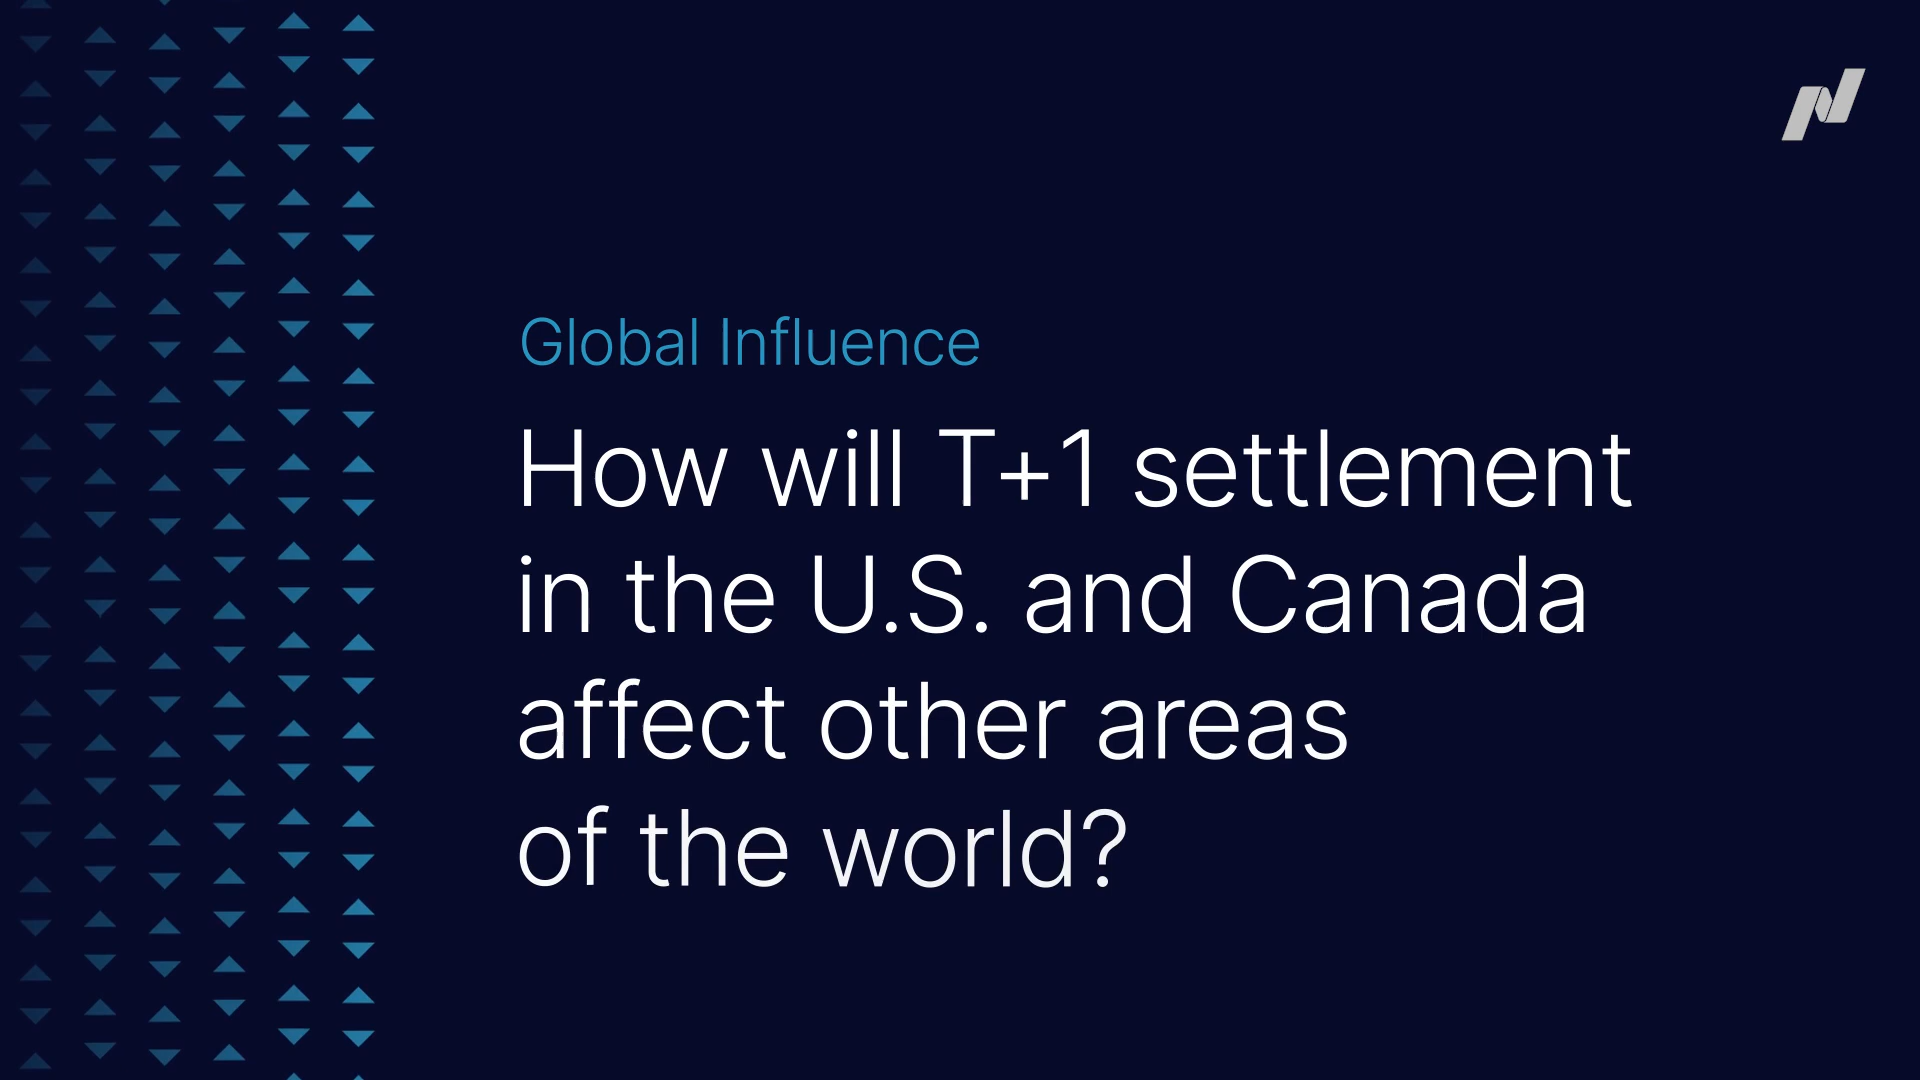 Global Influence
How will T+1 settlement
in the U.S. and Canada
affect other areas
of the world?